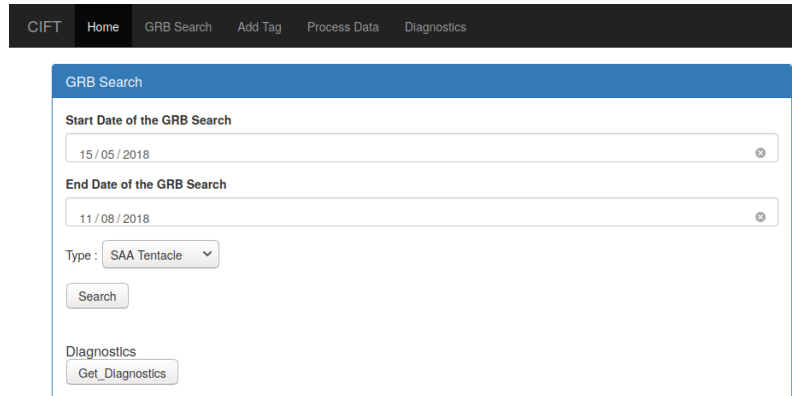 CIFT Home GRB Search Add Tag Process Data Diagnostics
GRB Search
Start Date of the GRB Search
15 / 05 / 2018
End Date of the GRB Search
11 / 08 / 2018
Type : SAA Tentacle
Search
Diagnostics
Get_Diagnostics